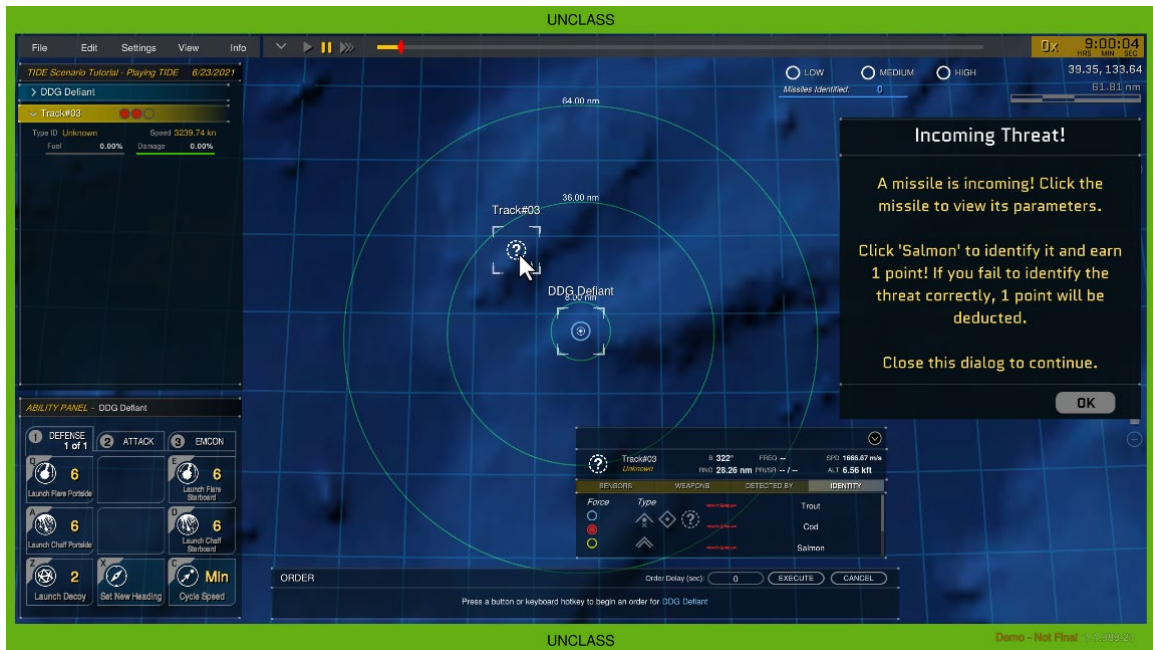 UNCLASS
File Edit Settings View Info
0x 9:00:04
HRS MIN SEC
TIDE Scenario Tutorial - Playing TIDE 6/23/2021
LOW MEDIUM HIGH
39.35, 133.64
Missiles Identified: 0
61.81 nm
> DDG Defiant
Track#03
Type ID Unknown Speed 3239.74 kn
Fuel 0.00% Damage 0.00%
64.00 nm
36.00 nm
Track#03
?
DDG Defiant
8.00 nm
Incoming Threat!
A missile is incoming! Click the
missile to view its parameters.
Click 'Salmon' to identify it and earn
1 point! If you fail to identify the
threat correctly, 1 point will be
deducted.
Close this dialog to continue.
OK
ABILITY PANEL - DDG Defiant
1 DEFENSE 2 ATTACK 3 EMCON
1 of 1
Q 6 E 6
Launch Flare Portside Launch Flare
Starboard
A 6 D 6
Launch Chaff Portside Launch Chaff
Starboard
Z 2 X C Min
Launch Decoy Set New Heading Cycle Speed
? Track#03 B 322° FREQ -- SPD 1666.67 m/s
Unknown RNG 28.26 nm -- / -- ALT 6.56 kft
SENSORS WEAPONS DETECTED BY IDENTITY
Force Type
Trout
?
Cod
Salmon
ORDER Order Delay (sec): 0 EXECUTE CANCEL
Press a button or keyboard hotkey to begin an order for DDG Defiant
UNCLASS
Demo - Not Final